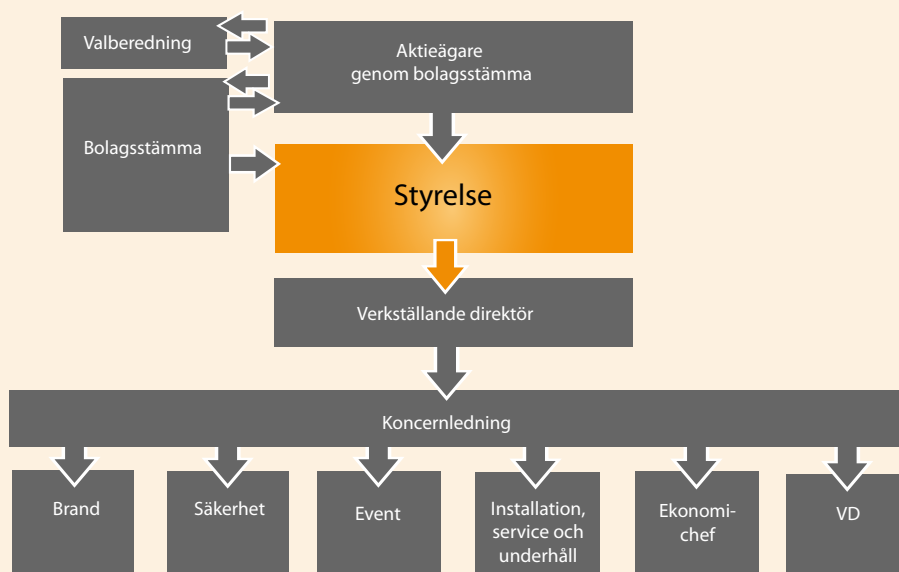 Valberedning
Aktieägare
genom bolagsstämma
Bolagsstämma
Styrelse
Verkställande direktör
Koncernledning
Brand
Säkerhet
Event
Installation,
service och
underhåll
Ekonomi-
chef
VD